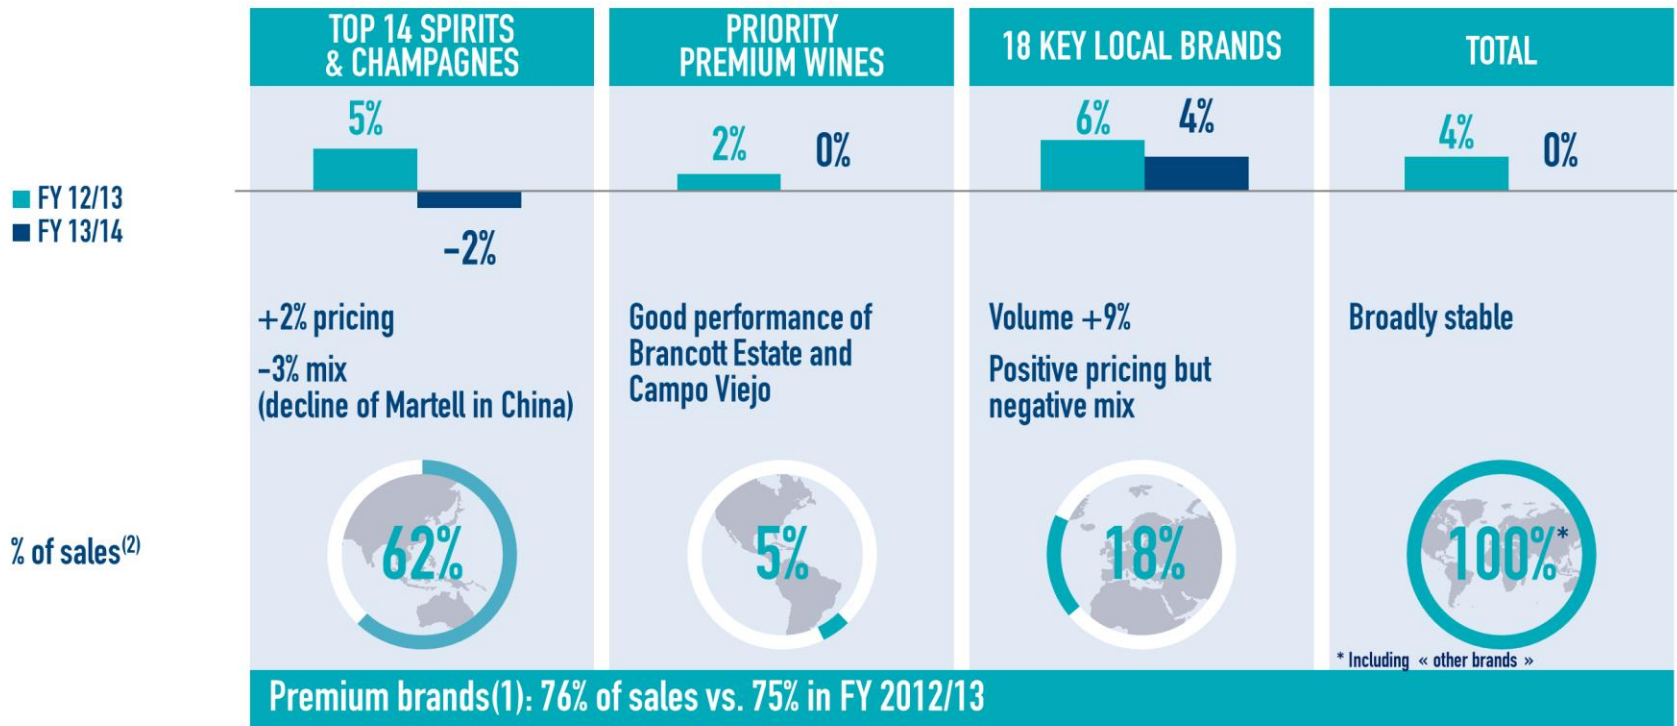 TOP 14 SPIRITS
& CHAMPAGNES
PRIORITY
PREMIUM WINES
18 KEY LOCAL BRANDS
TOTAL
5%
-2%
2%
0%
6%
4%
4%
0%
FY 12/13
FY 13/14
+2% pricing
-3% mix
(decline of Martell in China)
Good performance of
Brancott Estate and
Campo Viejo
Volume +9%
Positive pricing but
negative mix
Broadly stable
% of sales(2)
62%
5%
18%
100%*
* Including « other brands »
Premium brands(1): 76% of sales vs. 75% in FY 2012/13